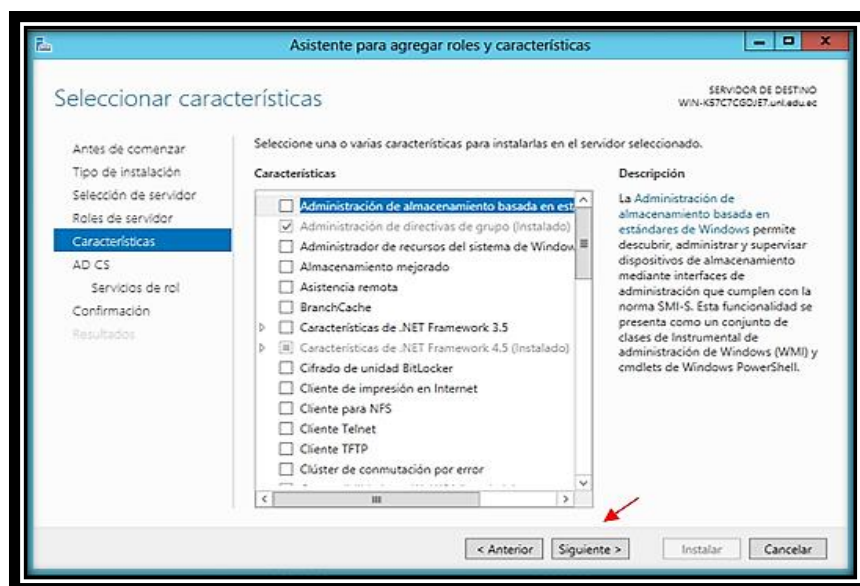 Asistente para agregar roles y características
Seleccionar características
SERVIDOR DE DESTINO
WIN-K57C7CGDJE7.unl.edu.ec
Antes de comenzar
Tipo de instalación
Selección de servidor
Roles de servidor
Características
AD CS
Servicios de rol
Confirmación
Resultados
Seleccione una o varias características para instalarlas en el servidor seleccionado.
Características
Administración de almacenamiento basada en est
Administración de directivas de grupo (Instalado)
Administrador de recursos del sistema de Window
Almacenamiento mejorado
Asistencia remota
BranchCache
Características de .NET Framework 3.5
Características de .NET Framework 4.5 (Instalado)
Cifrado de unidad BitLocker
Cliente de impresión en Internet
Cliente para NFS
Cliente Telnet
Cliente TFTP
Clúster de conmutación por error
Descripción
La Administración de
almacenamiento basada en
estándares de Windows permite
descubrir, administrar y supervisar
dispositivos de almacenamiento
mediante interfaces de
administración que cumplen con la
norma SMI-S. Esta funcionalidad se
presenta como un conjunto de
clases de Instrumental de
administración de Windows (WMI) y
cmdlets de Windows PowerShell.
< Anterior
Siguiente >
Instalar
Cancelar